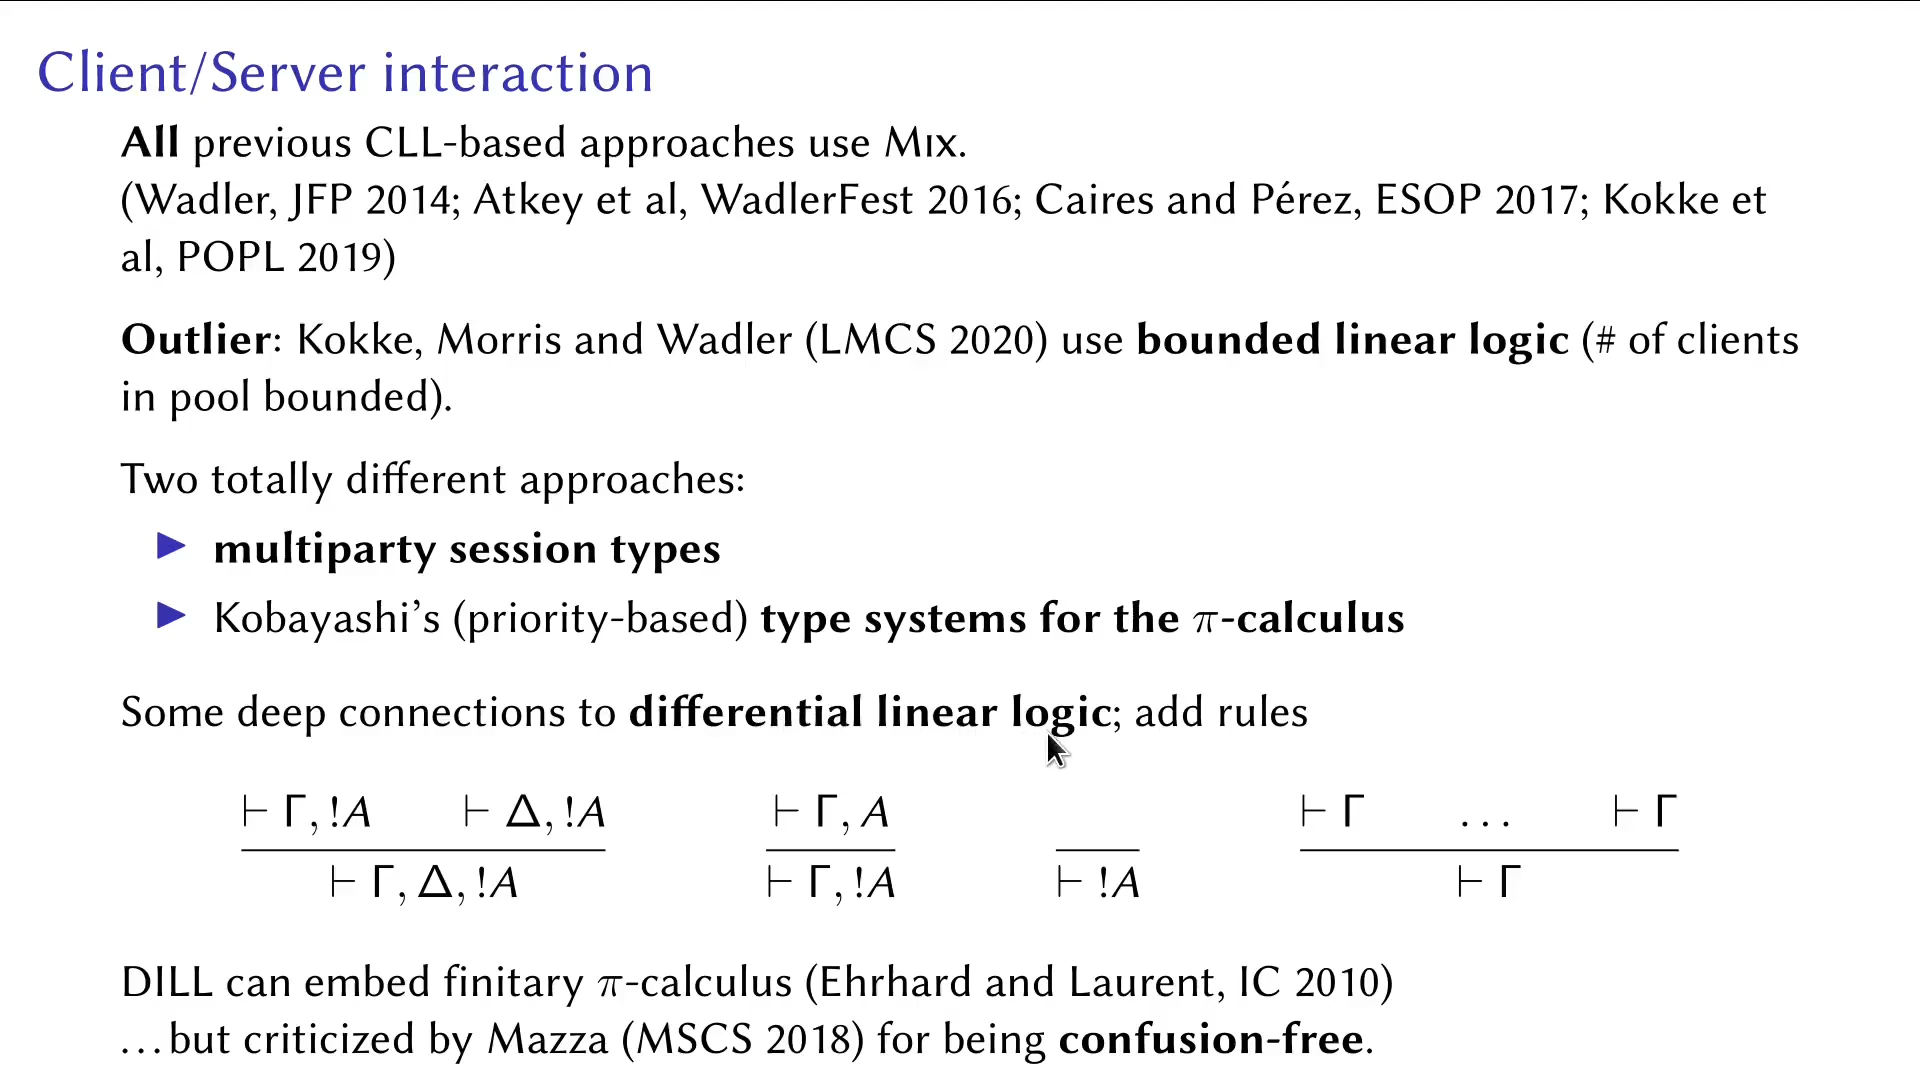 Client/Server interaction
All previous CLL-based approaches use Mix.
(Wadler, JFP 2014; Atkey et al, WadlerFest 2016; Caires and Pérez, ESOP 2017; Kokke et
al, POPL 2019)
Outlier: Kokke, Morris and Wadler (LMCS 2020) use bounded linear logic (# of clients
in pool bounded).
Two totally different approaches:
▶ multiparty session types
▶ Kobayashi's (priority-based) type systems for the π-calculus
Some deep connections to differential linear logic; add rules
⊢ Γ, !A ⊢ Δ, !A ⊢ Γ, A ⊢ Γ ... ⊢ Γ
⊢ Γ, Δ, !A ⊢ Γ, !A ⊢ !A ⊢ Γ
DILL can embed finitary π-calculus (Ehrhard and Laurent, IC 2010)
...but criticized by Mazza (MSCS 2018) for being confusion-free.